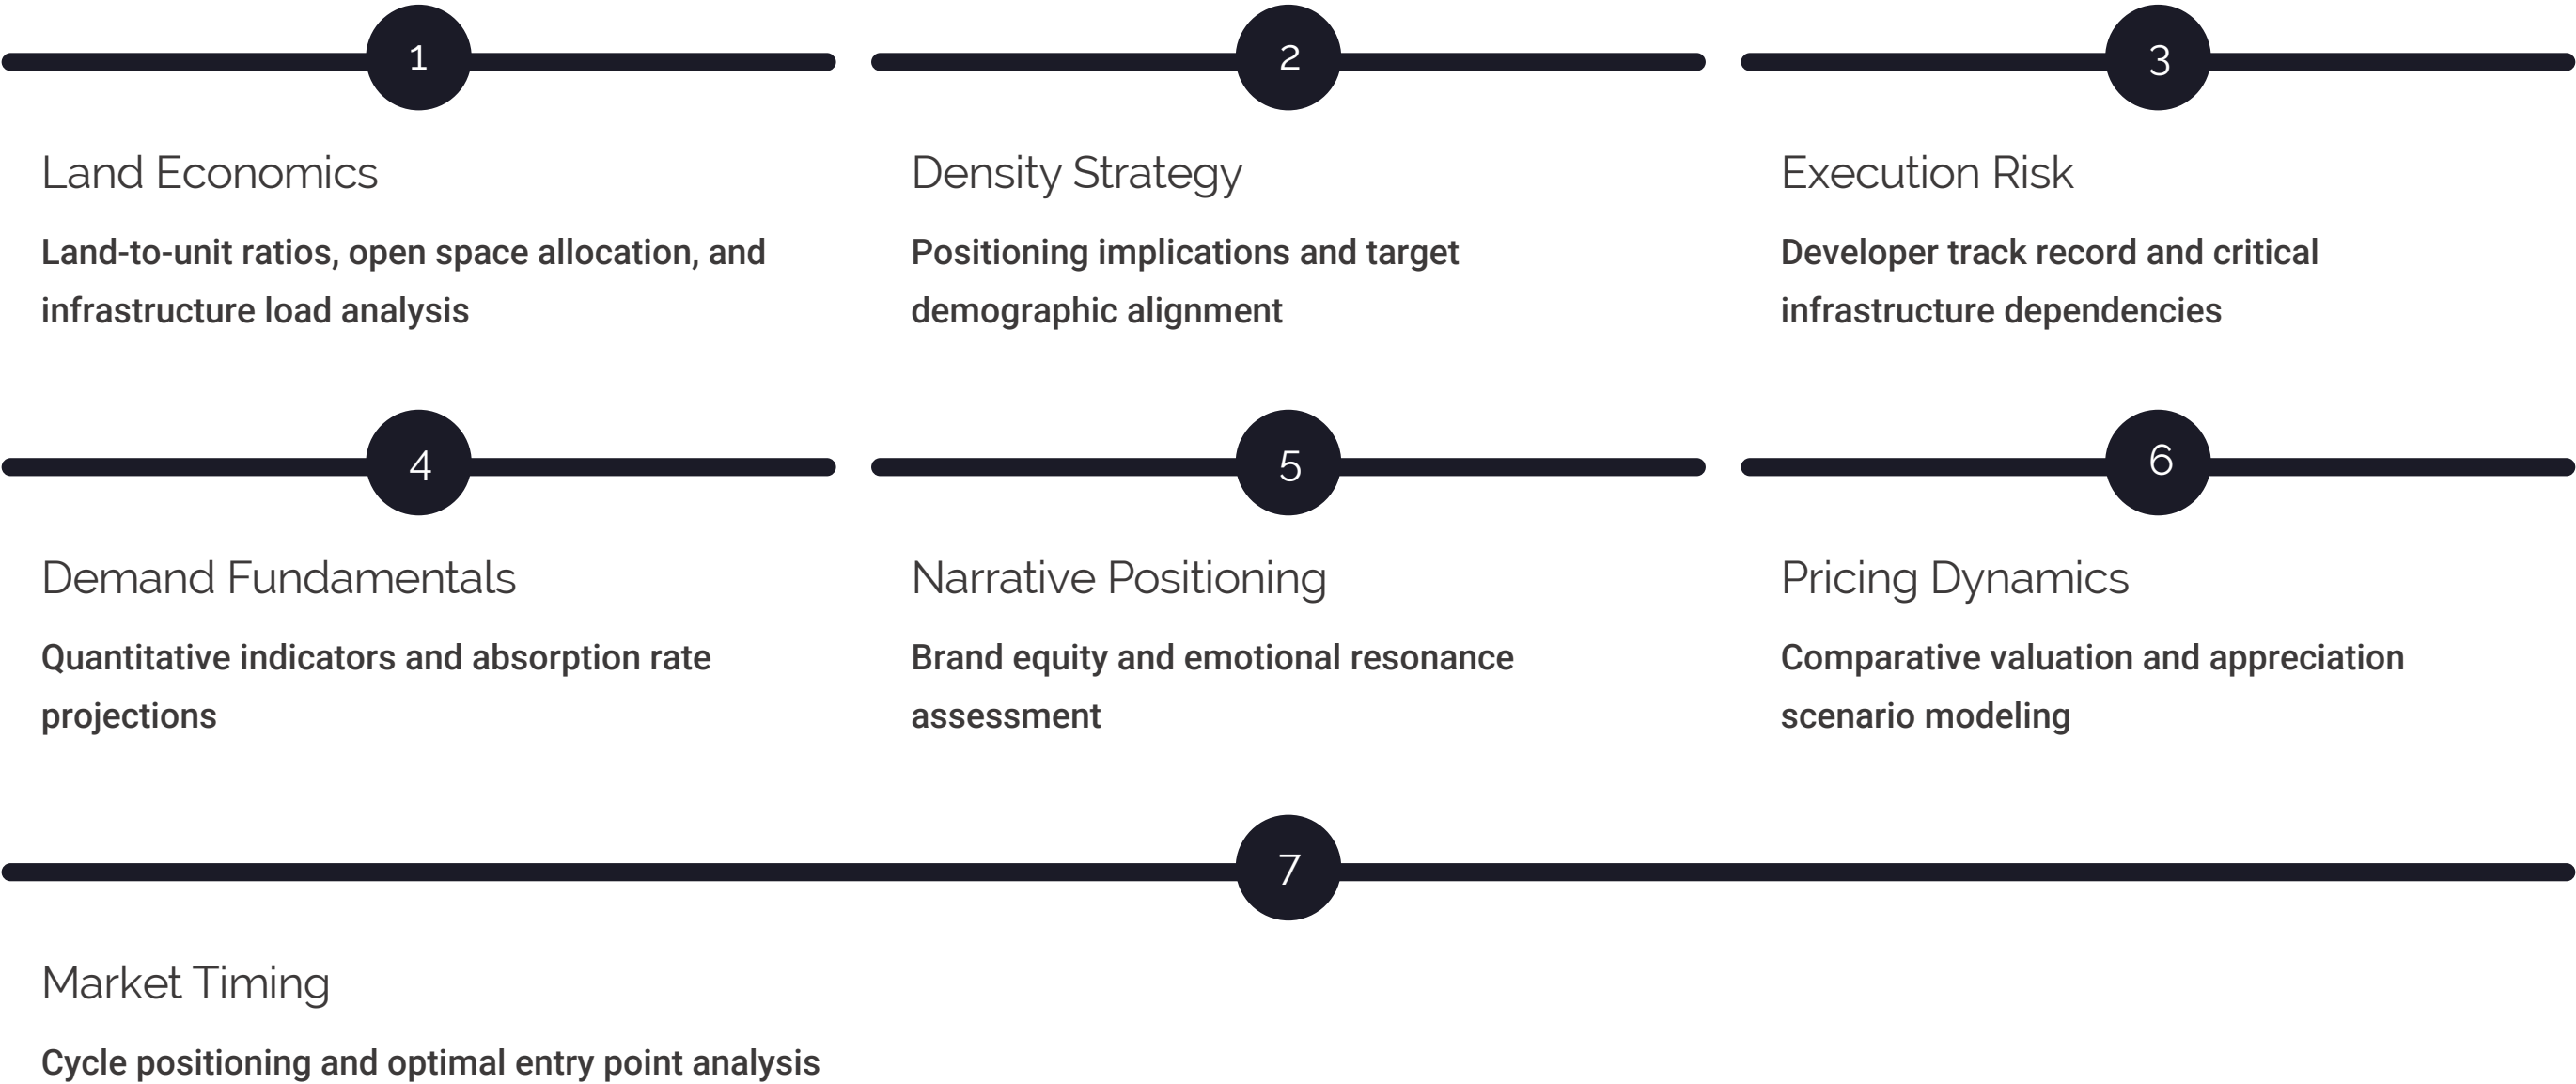 1
Land Economics
Land-to-unit ratios, open space allocation, and
infrastructure load analysis
2
Density Strategy
Positioning implications and target
demographic alignment
3
Execution Risk
Developer track record and critical
infrastructure dependencies
4
Demand Fundamentals
Quantitative indicators and absorption rate
projections
5
Narrative Positioning
Brand equity and emotional resonance
assessment
6
Pricing Dynamics
Comparative valuation and appreciation
scenario modeling
7
Market Timing
Cycle positioning and optimal entry point analysis